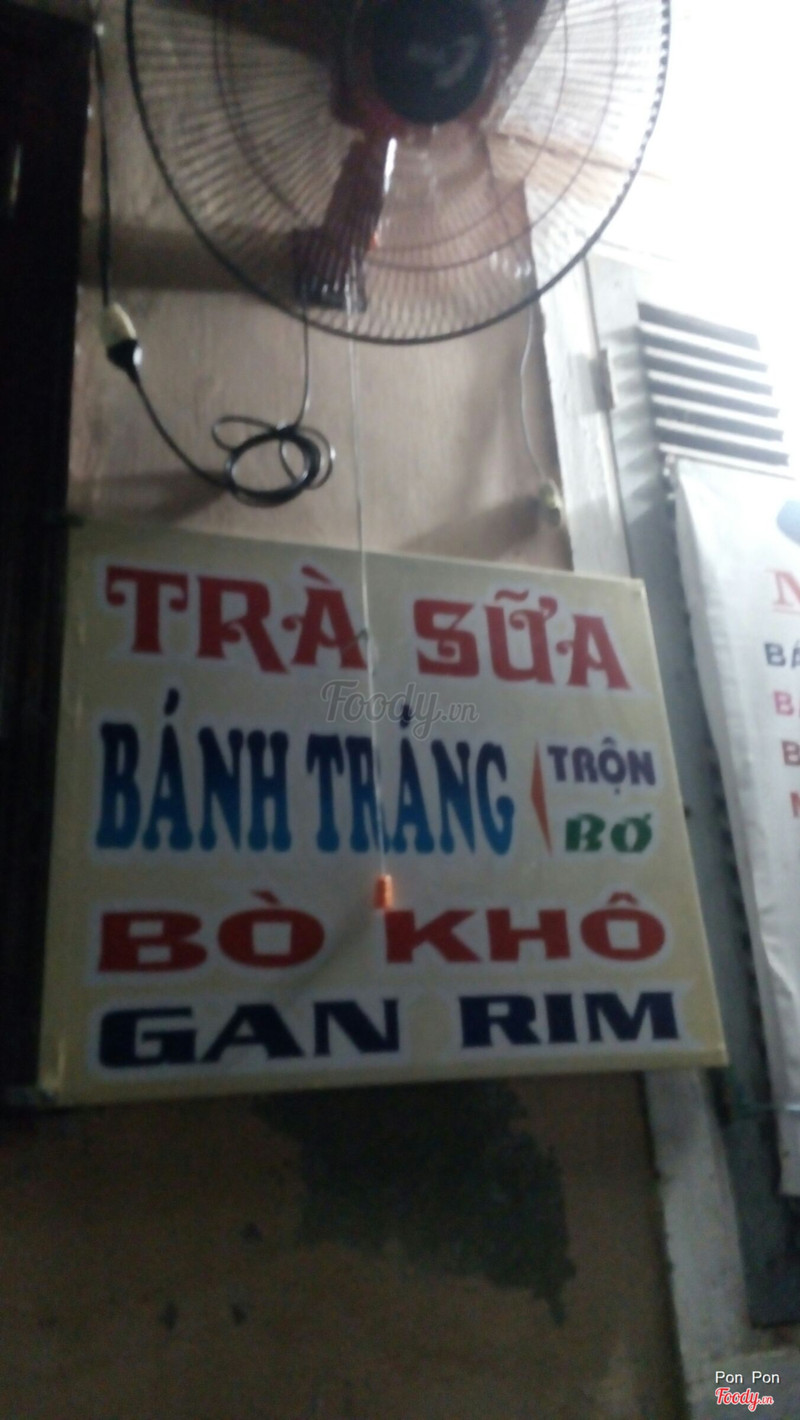 TRÀ SỮA
Foody.vn
BÁNH TRÁNG
TRỘN
BƠ
BÒ KHÔ
GAN RIM
Pon Pon
Foody.vn